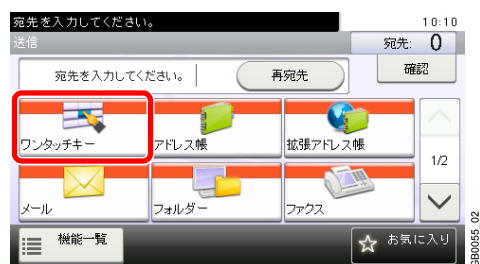 宛先を入力してください。
10:10
送信
宛先: 0
宛先を入力してください。
再宛先
確認
ワンタッチキー
アドレス帳
拡張アドレス帳
1/2
メール
フォルダー
ファクス
機能一覧
お気に入り
GB0055_02